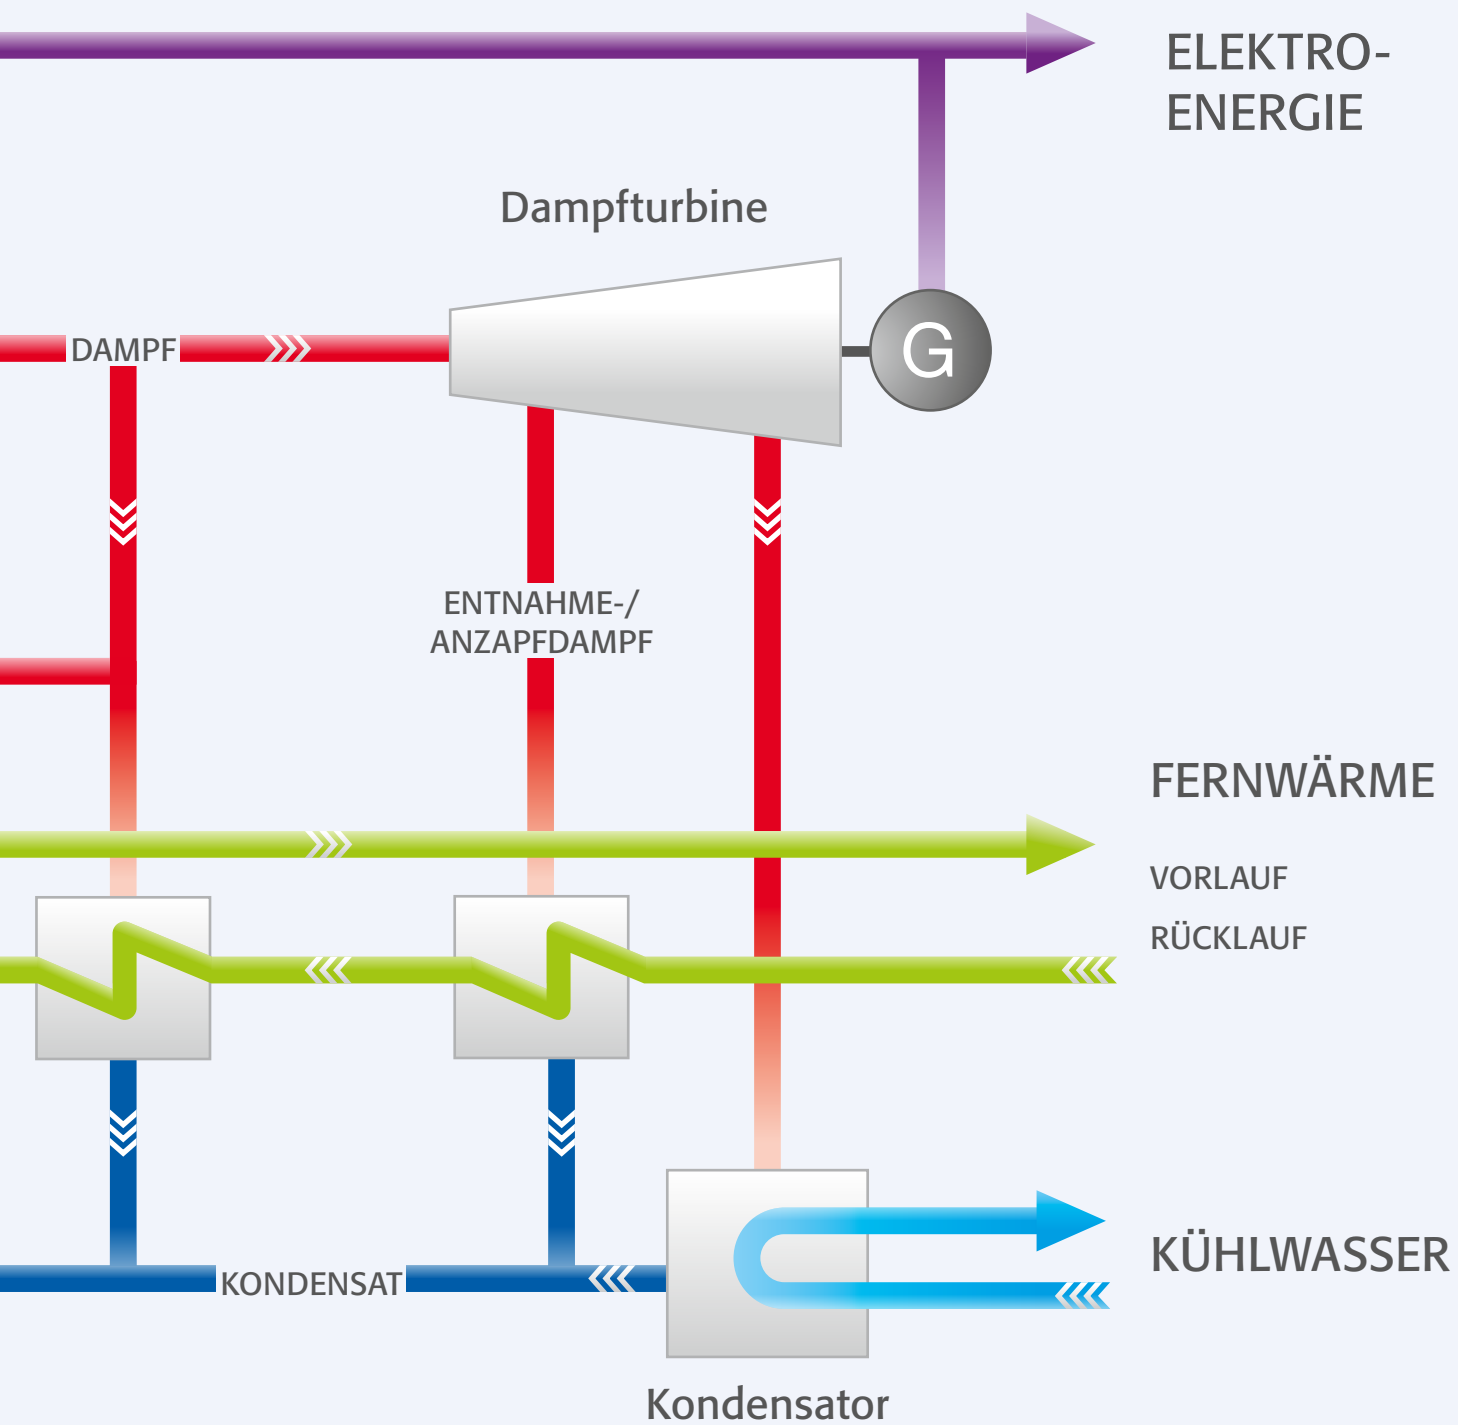 ELEKTRO-
ENERGIE
Dampfturbine
DAMPF
G
ENTNAHME-/
ANZAPFDAMPF
FERNWÄRME
VORLAUF
RÜCKLAUF
KÜHLWASSER
KONDENSAT
Kondensator